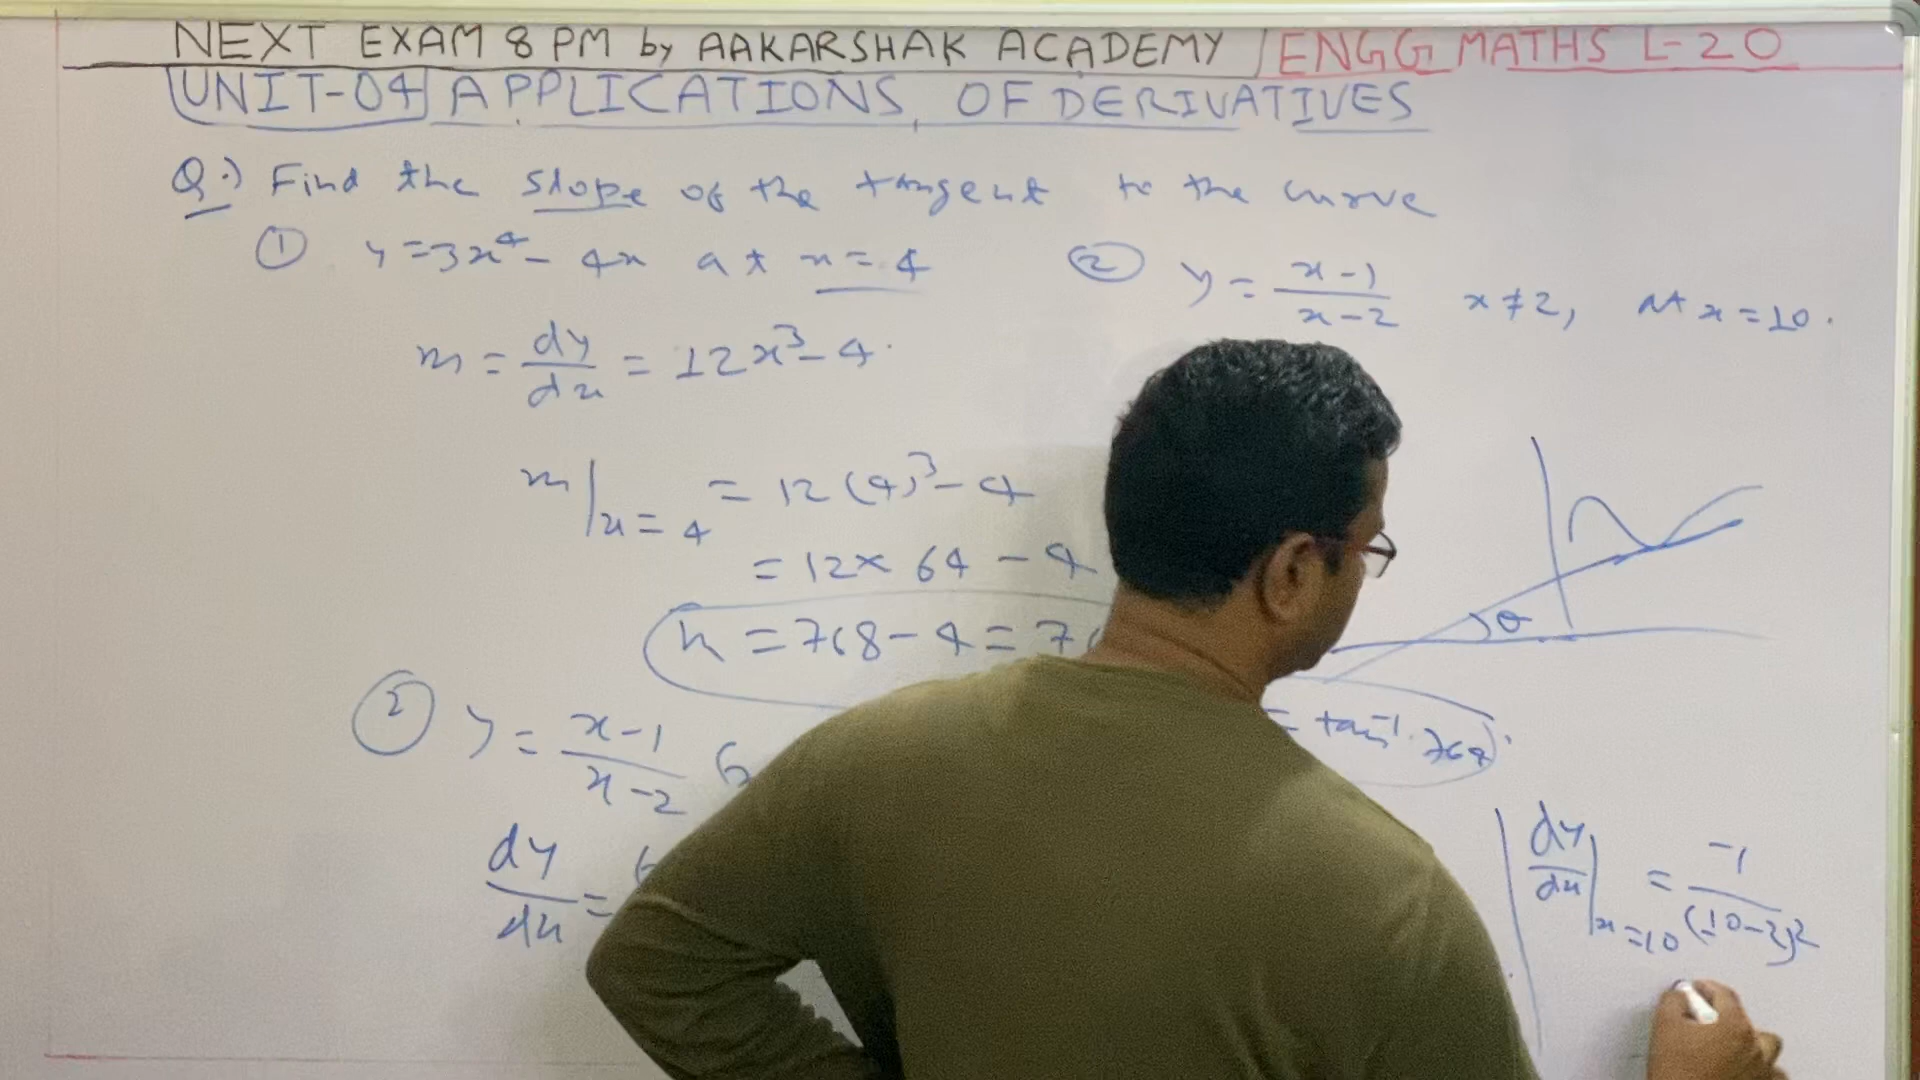 NEXT EXAM 8 PM by AAKARSHAK ACADEMY ENGG MATHS L-20
UNIT-04 APPLICATIONS OF DERIVATIVES
Q.) Find the slope of the tangent to the curve
① y = 3x⁴ - 4x at x = 4
② y = (x-1)/(x-2) x ≠ 2, at x = 10.
m = dy/dx = 12x³ - 4.
m|x=4 = 12(4)³ - 4
= 12 x 64 - 4
m = 768 - 4 = 7
θ
= tan⁻¹ 764
② y = (x-1)/(x-2)
dy/dx =
dy/dx|x=10 = -1/(10-2)²